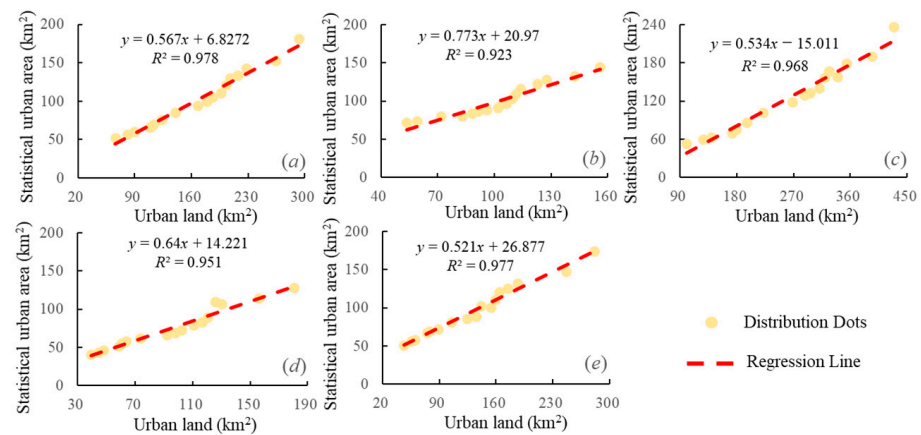 Statistical urban area (km²)
200
150
100
50
0
y = 0.567x + 6.8272
R² = 0.978
(a)
20 90 160 230 300
Urban land (km²)
Statistical urban area (km²)
200
150
100
50
0
y = 0.773x + 20.97
R² = 0.923
(b)
40 70 100 130 160
Urban land (km²)
Statistical urban area (km²)
240
180
120
60
0
y = 0.534x − 15.011
R² = 0.968
(c)
90 180 270 360 450
Urban land (km²)
Statistical urban area (km²)
200
150
100
50
0
y = 0.64x + 14.221
R² = 0.951
(d)
30 70 110 150 190
Urban land (km²)
Statistical urban area (km²)
200
150
100
50
0
y = 0.521x + 26.877
R² = 0.977
(e)
20 90 160 230 300
Urban land (km²)
Distribution Dots
Regression Line